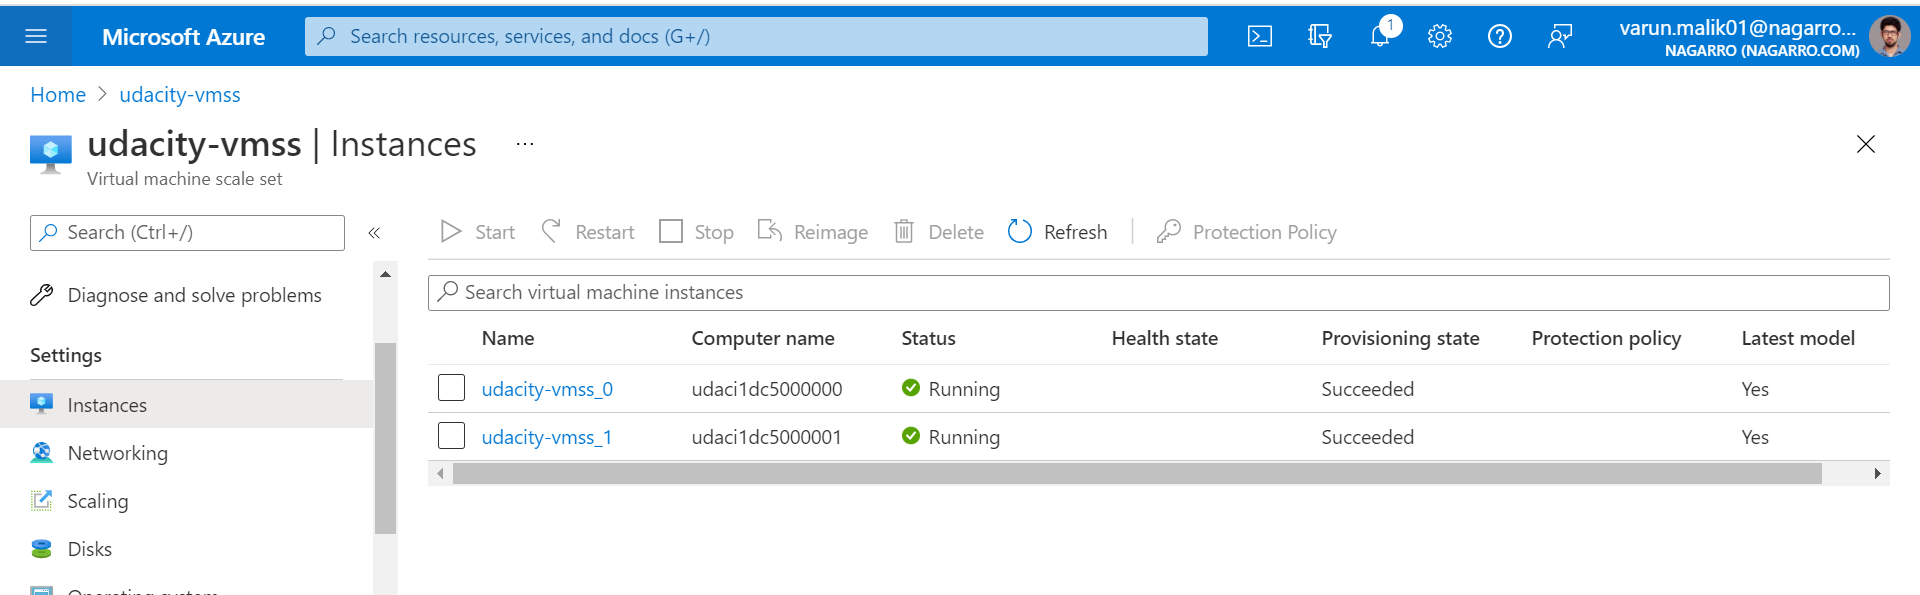 Microsoft Azure
Search resources, services, and docs (G+/)
1
varun.malik01@nagarro...
NAGARRO (NAGARRO.COM)
Home > udacity-vmss
udacity-vmss | Instances ...
Virtual machine scale set
Search (Ctrl+/) «
Start Restart Stop Reimage Delete Refresh Protection Policy
Diagnose and solve problems
Settings
Instances
Networking
Scaling
Disks
Operating system
Search virtual machine instances
Name Computer name Status Health state Provisioning state Protection policy Latest model
udacity-vmss_0 udaci1dc5000000 Running Succeeded Yes
udacity-vmss_1 udaci1dc5000001 Running Succeeded Yes